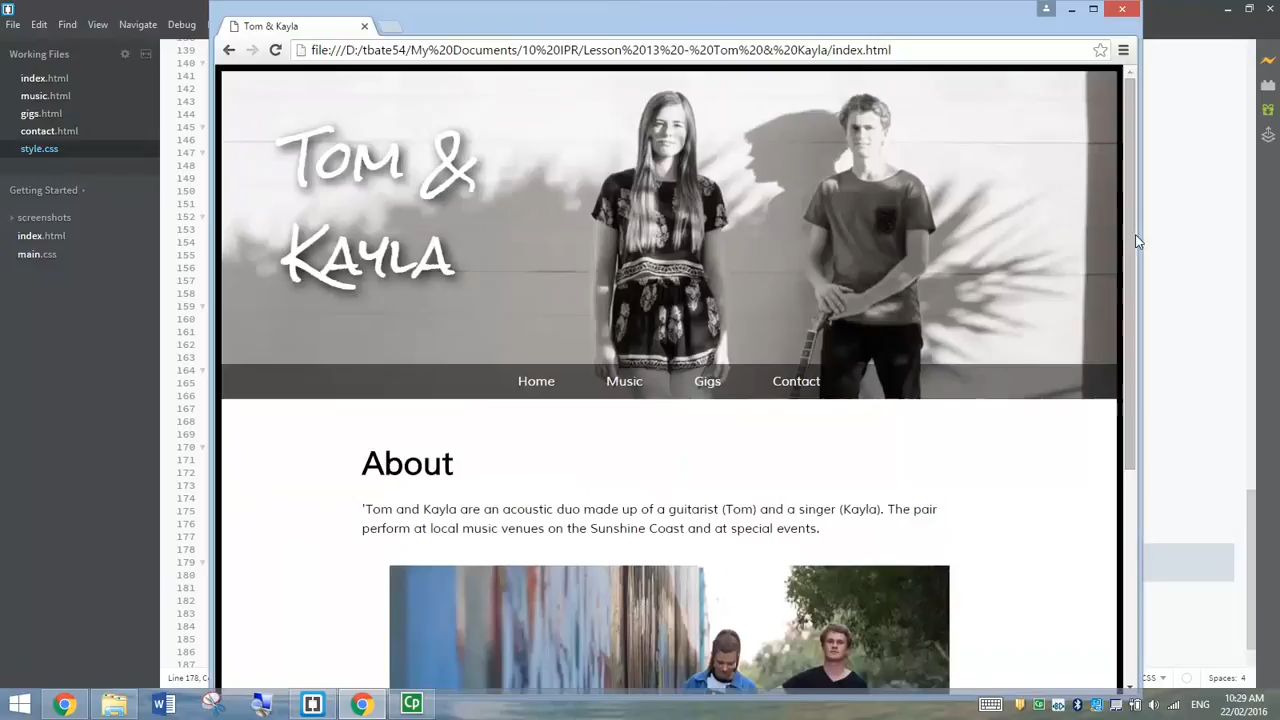 Tom & Kayla
File Edit Find View Navigate Debug
file:///D:/tbate54/My%20Documents/10%20IPR/Lesson%2013%20-%20Tom%20&%20Kayla/index.html
Working Files
index.html
music.html
gigs.html
contact.html
style.css
Getting Started
screenshots
index.html
main.css
139
140
141
142
143
144
145
146
147
148
149
150
151
152
153
154
155
156
157
158
159
160
161
162
163
164
165
166
167
168
169
170
171
172
173
174
175
176
177
178
179
180
181
182
183
184
185
186
187
Tom &
Kayla
Home Music Gigs Contact
About
'Tom and Kayla are an acoustic duo made up of a guitarist (Tom) and a singer (Kayla). The pair
perform at local music venues on the Sunshine Coast and at special events.
Line 178, C
CSS Spaces: 4
W Cp
ENG
10:29 AM
22/02/2016